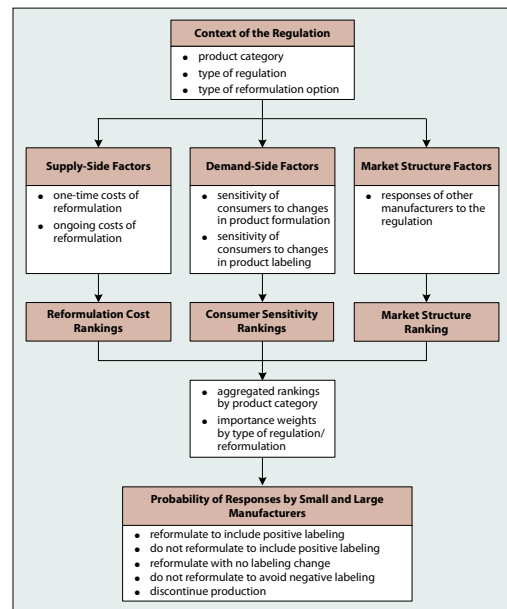 Context of the Regulation
• product category
• type of regulation
• type of reformulation option
Supply-Side Factors
• one-time costs of
reformulation
• ongoing costs of
reformulation
Demand-Side Factors
• sensitivity of
consumers to changes
in product formulation
• sensitivity of
consumers to changes
in product labeling
Market Structure Factors
• responses of other
manufacturers to the
regulation
Reformulation Cost
Rankings
Consumer Sensitivity
Rankings
Market Structure
Ranking
• aggregated rankings
by product category
• importance weights
by type of regulation/
reformulation
Probability of Responses by Small and Large
Manufacturers
• reformulate to include positive labeling
• do not reformulate to include positive labeling
• reformulate with no labeling change
• do not reformulate to avoid negative labeling
• discontinue production